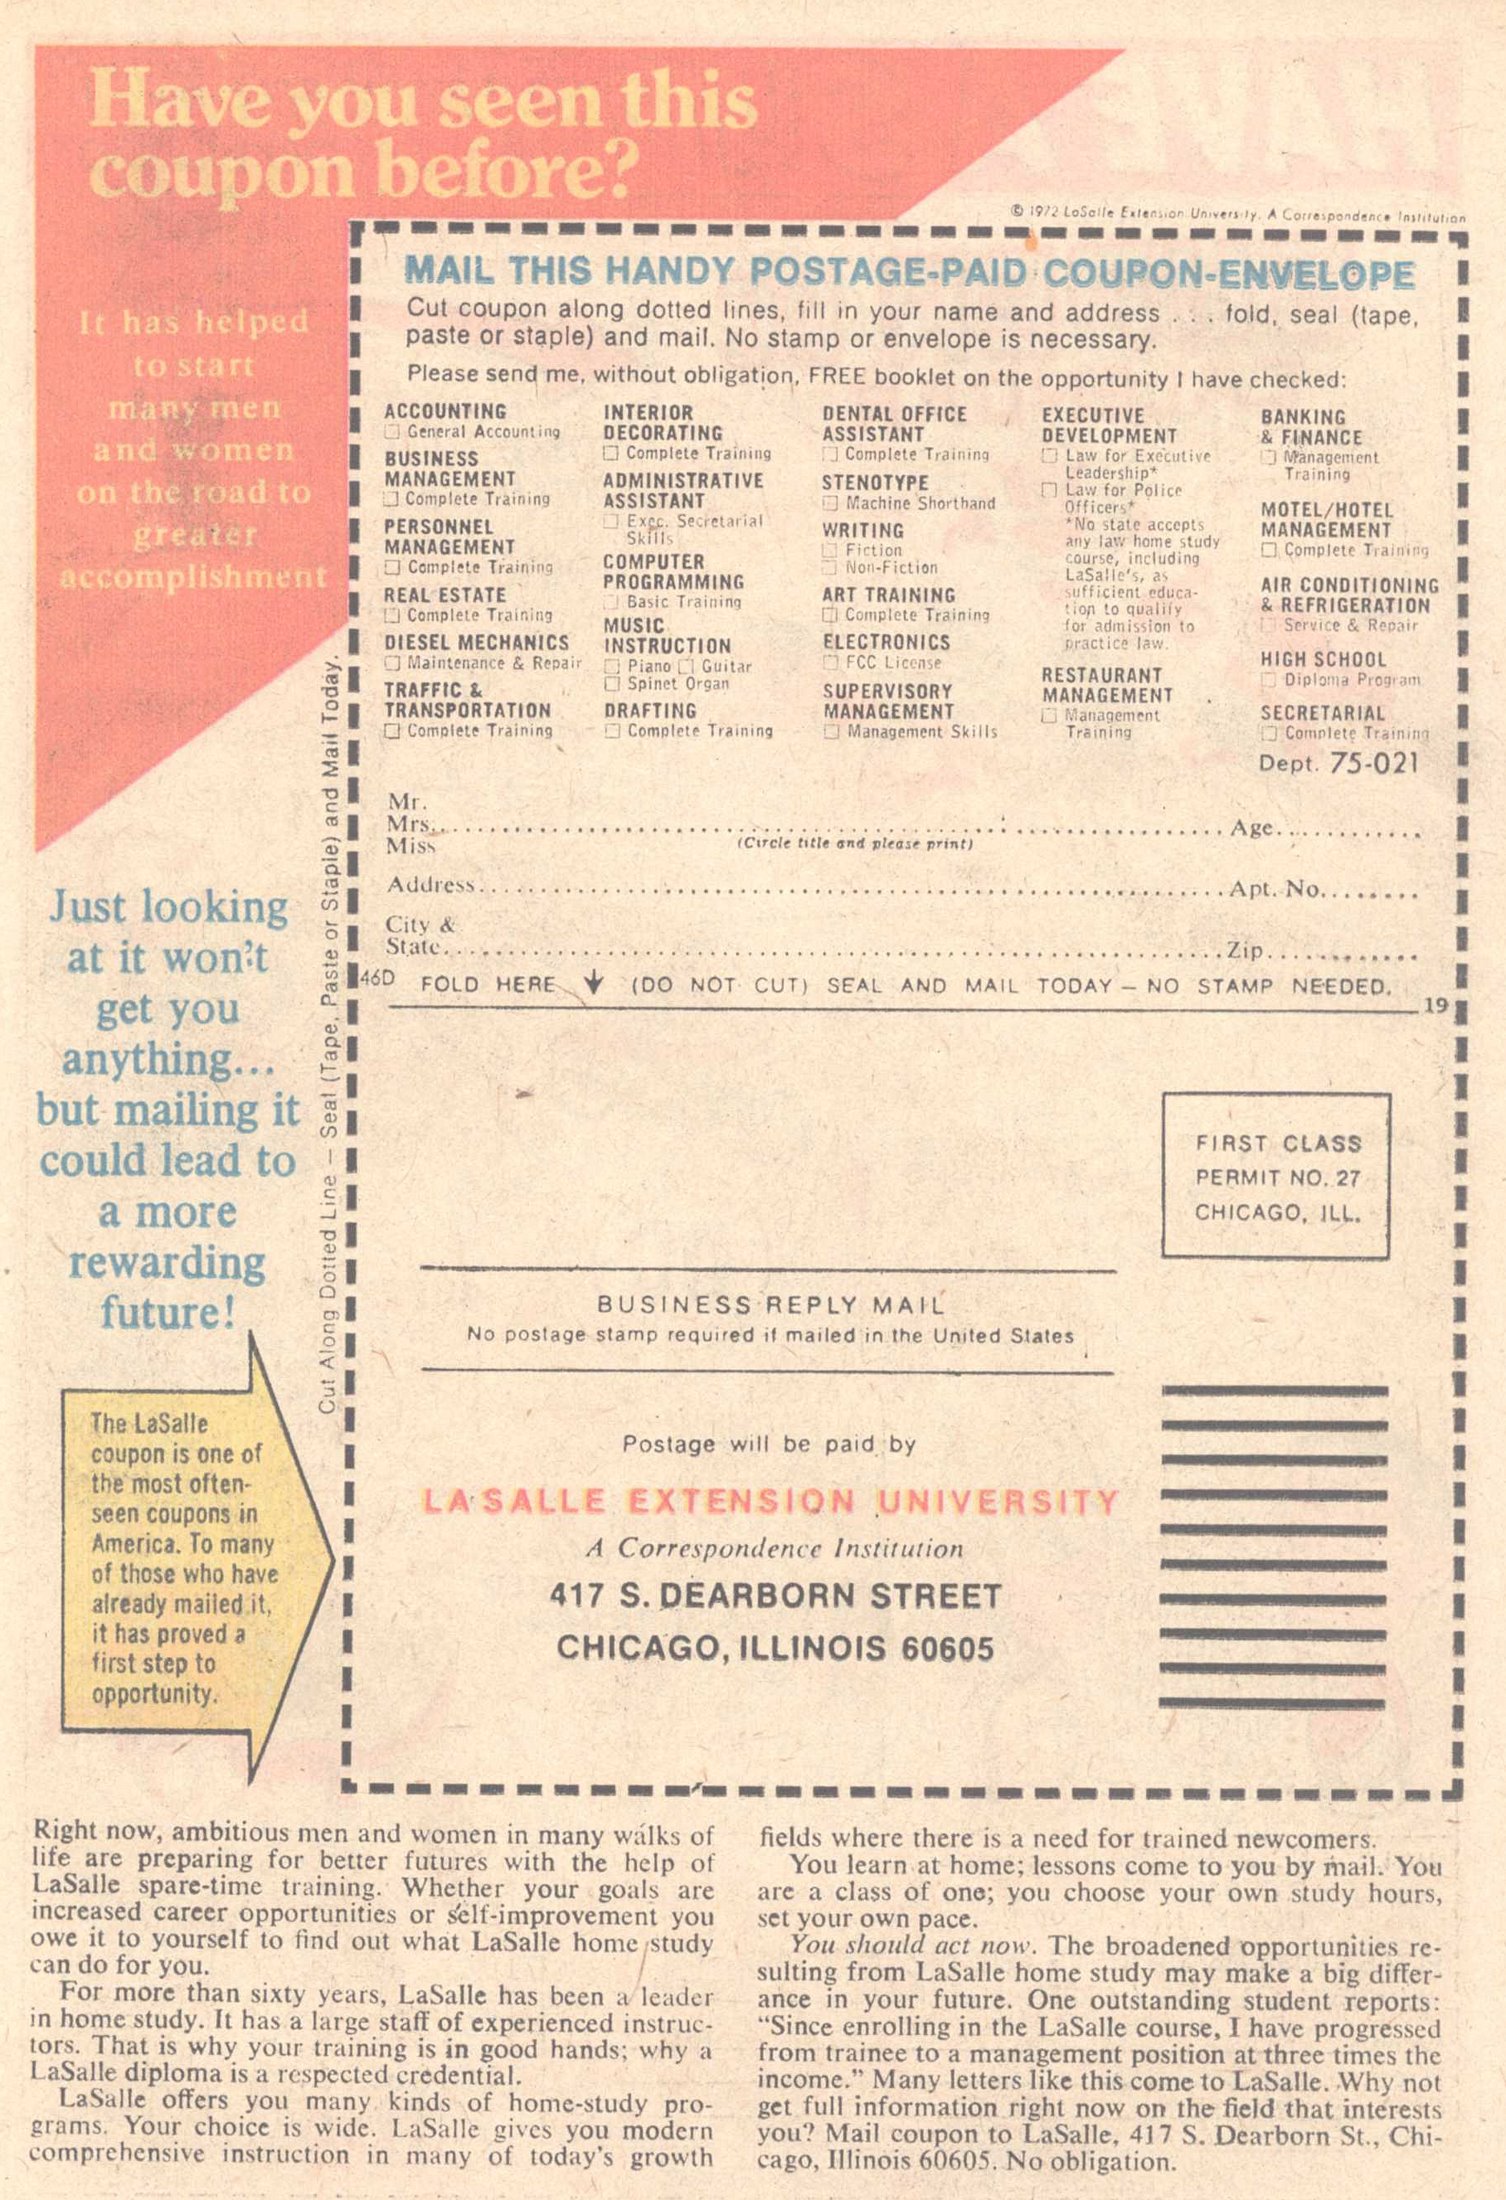 Have you seen this
coupon before?
It has helped
to start
many men
and women
on the road to
greater
accomplishment
Just looking
at it won't
get you
anything...
but mailing it
could lead to
a more
rewarding
future!
The LaSalle
coupon is one of
the most often-
seen coupons in
America. To many
of those who have
already mailed it,
it has proved a
first step to
opportunity.
Cut Along Dotted Line — Seal (Tape, Paste or Staple) and Mail Today.
© 1972 LaSalle Extension University. A Correspondence Institution
MAIL THIS HANDY POSTAGE-PAID COUPON-ENVELOPE
Cut coupon along dotted lines, fill in your name and address . . . fold, seal (tape,
paste or staple) and mail. No stamp or envelope is necessary.
Please send me, without obligation, FREE booklet on the opportunity I have checked:
ACCOUNTING
General Accounting
BUSINESS
MANAGEMENT
Complete Training
PERSONNEL
MANAGEMENT
Complete Training
REAL ESTATE
Complete Training
DIESEL MECHANICS
Maintenance & Repair
TRAFFIC &
TRANSPORTATION
Complete Training
INTERIOR
DECORATING
Complete Training
ADMINISTRATIVE
ASSISTANT
Exec. Secretarial
Skills
COMPUTER
PROGRAMMING
Basic Training
MUSIC
INSTRUCTION
Piano Guitar
Spinet Organ
DRAFTING
Complete Training
DENTAL OFFICE
ASSISTANT
Complete Training
STENOTYPE
Machine Shorthand
WRITING
Fiction
Non-Fiction
ART TRAINING
Complete Training
ELECTRONICS
FCC License
SUPERVISORY
MANAGEMENT
Management Skills
EXECUTIVE
DEVELOPMENT
Law for Executive
Leadership*
Law for Police
Officers*
*No state accepts
any law home study
course, including
LaSalle's, as
sufficient educa-
tion to qualify
for admission to
practice law.
RESTAURANT
MANAGEMENT
Management
Training
BANKING
& FINANCE
Management
Training
MOTEL/HOTEL
MANAGEMENT
Complete Training
AIR CONDITIONING
& REFRIGERATION
Service & Repair
HIGH SCHOOL
Diploma Program
SECRETARIAL
Complete Training
Dept. 75-021
Mr.
Mrs. Age
Miss (Circle title and please print)
Address Apt. No.
City &
State Zip
46D FOLD HERE ↓ (DO NOT CUT) SEAL AND MAIL TODAY — NO STAMP NEEDED.
19
FIRST CLASS
PERMIT NO. 27
CHICAGO, ILL.
BUSINESS REPLY MAIL
No postage stamp required if mailed in the United States
Postage will be paid by
LASALLE EXTENSION UNIVERSITY
A Correspondence Institution
417 S. DEARBORN STREET
CHICAGO, ILLINOIS 60605
Right now, ambitious men and women in many walks of
life are preparing for better futures with the help of
LaSalle spare-time training. Whether your goals are
increased career opportunities or self-improvement you
owe it to yourself to find out what LaSalle home study
can do for you.
For more than sixty years, LaSalle has been a leader
in home study. It has a large staff of experienced instruc-
tors. That is why your training is in good hands; why a
LaSalle diploma is a respected credential.
LaSalle offers you many kinds of home-study pro-
grams. Your choice is wide. LaSalle gives you modern
comprehensive instruction in many of today's growth
fields where there is a need for trained newcomers.
You learn at home; lessons come to you by mail. You
are a class of one; you choose your own study hours,
set your own pace.
You should act now. The broadened opportunities re-
sulting from LaSalle home study may make a big differ-
ance in your future. One outstanding student reports:
"Since enrolling in the LaSalle course, I have progressed
from trainee to a management position at three times the
income." Many letters like this come to LaSalle. Why not
get full information right now on the field that interests
you? Mail coupon to LaSalle, 417 S. Dearborn St., Chi-
cago, Illinois 60605. No obligation.